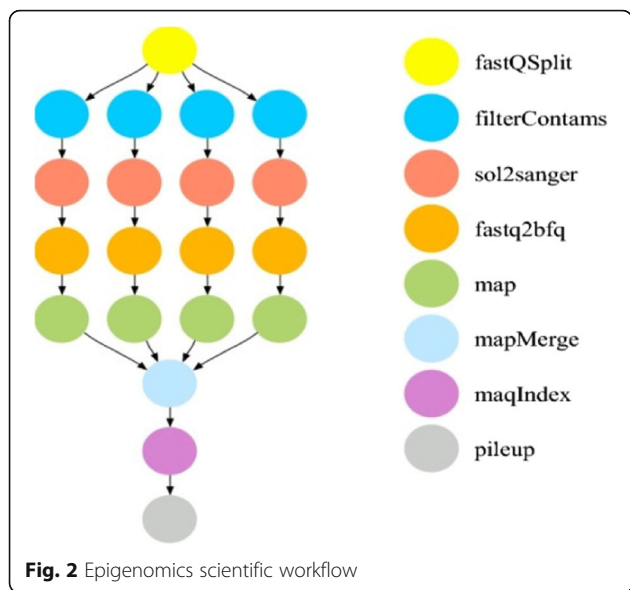 fastQSplit
filterContams
sol2sanger
fastq2bfq
map
mapMerge
maqIndex
pileup
Fig. 2 Epigenomics scientific workflow